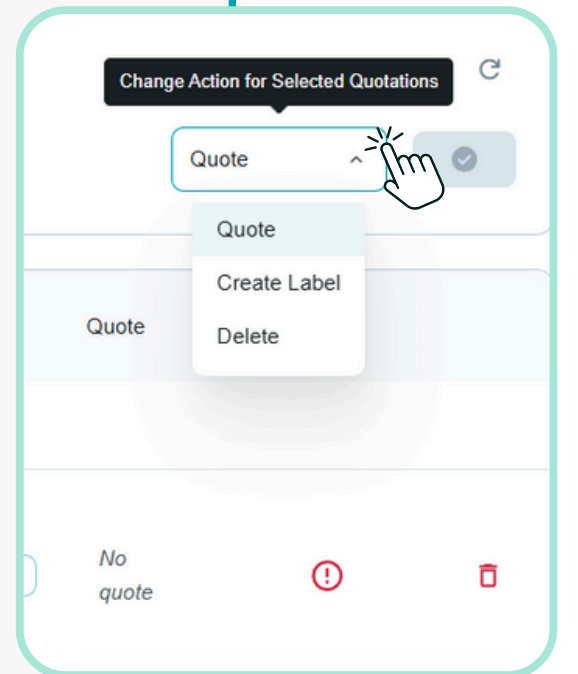 Change Action for Selected Quotations
Quote
Quote
Create Label
Quote
Delete
No
quote